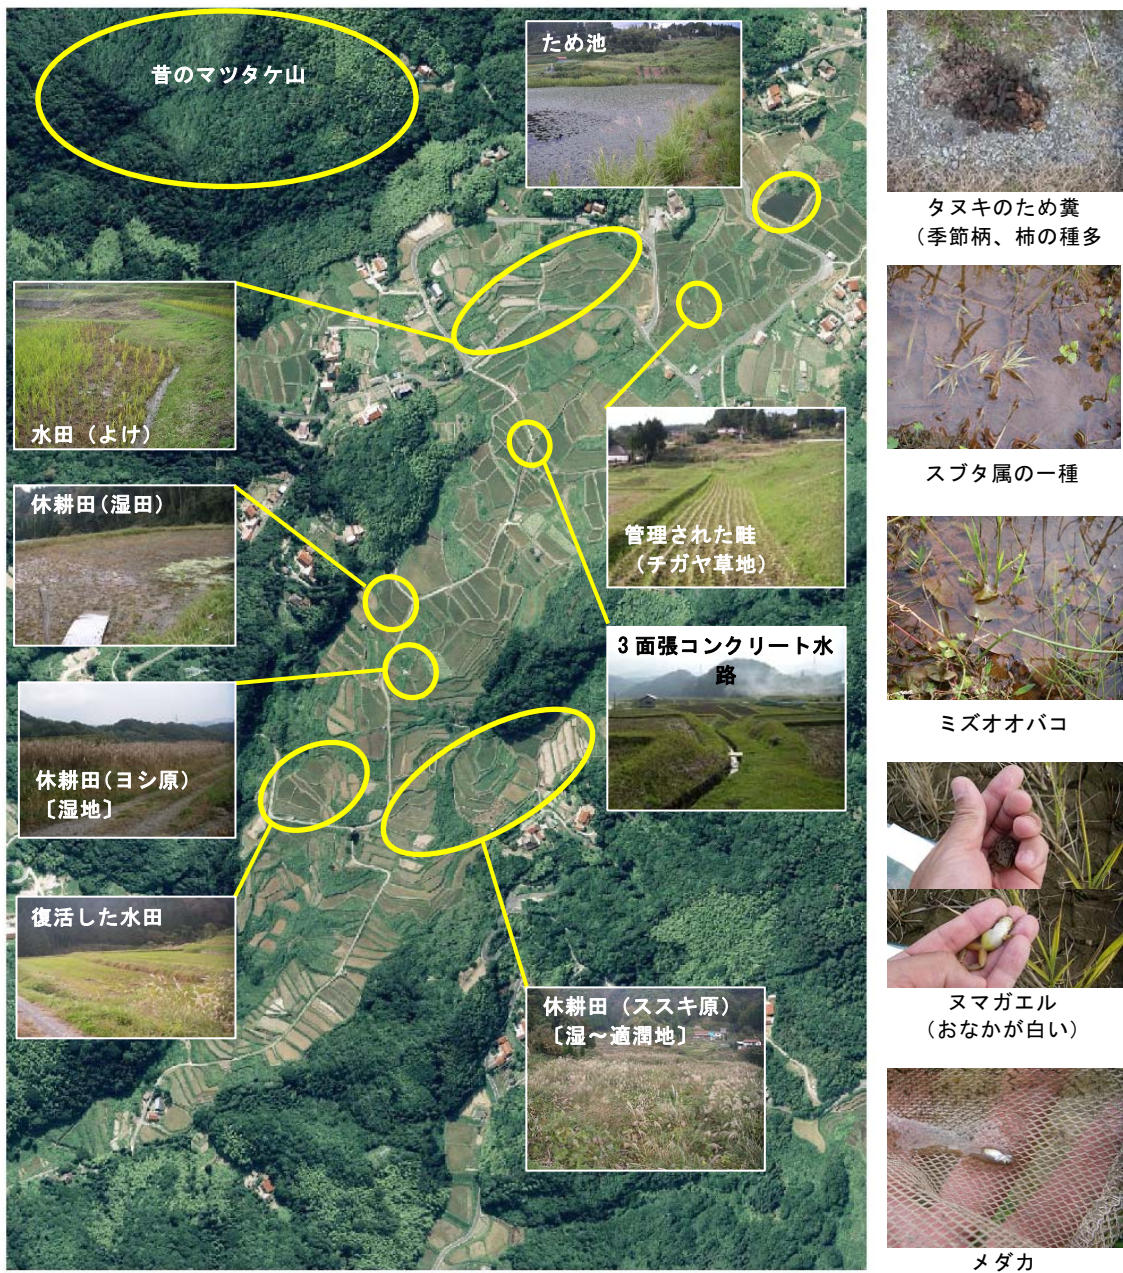 昔のマツタケ山
ため池
水田（よけ）
休耕田(湿田)
管理された畦
（チガヤ草地）
3面張コンクリート水
路
休耕田(ヨシ原)
〔湿地〕
復活した水田
休耕田（ススキ原）
〔湿～適潤地〕
タヌキのため糞
（季節柄、柿の種多
スブタ属の一種
ミズオオバコ
ヌマガエル
（おなかが白い）
メダカ